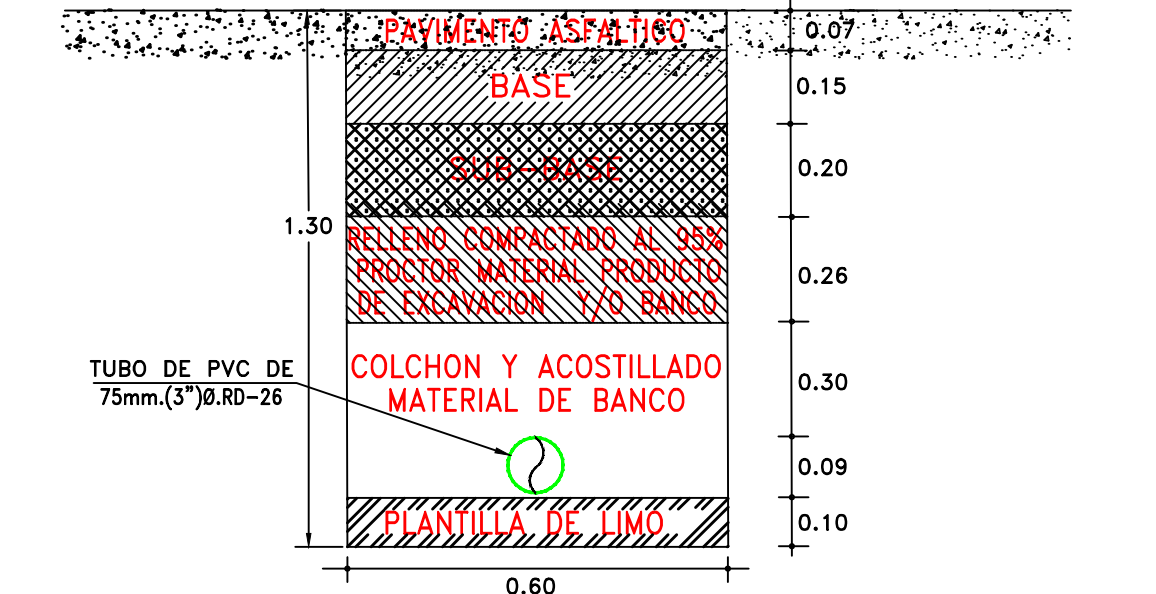 PAVIMENTO ASFALTICO
0.07
BASE
0.15
SUB-BASE
0.20
1.30
RELLENO COMPACTADO AL 95%
PROCTOR MATERIAL PRODUCTO
DE EXCAVACION Y/O BANCO
0.26
TUBO DE PVC DE
75mm.(3")Ø.RD-26
COLCHON Y ACOSTILLADO
MATERIAL DE BANCO
0.30
0.09
PLANTILLA DE LIMO
0.10
0.60